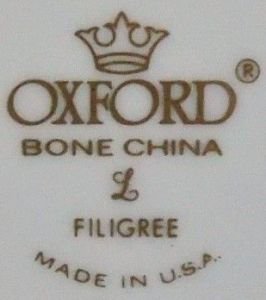 OXFORD®
BONE CHINA
L
FILIGREE
MADE IN U.S.A.